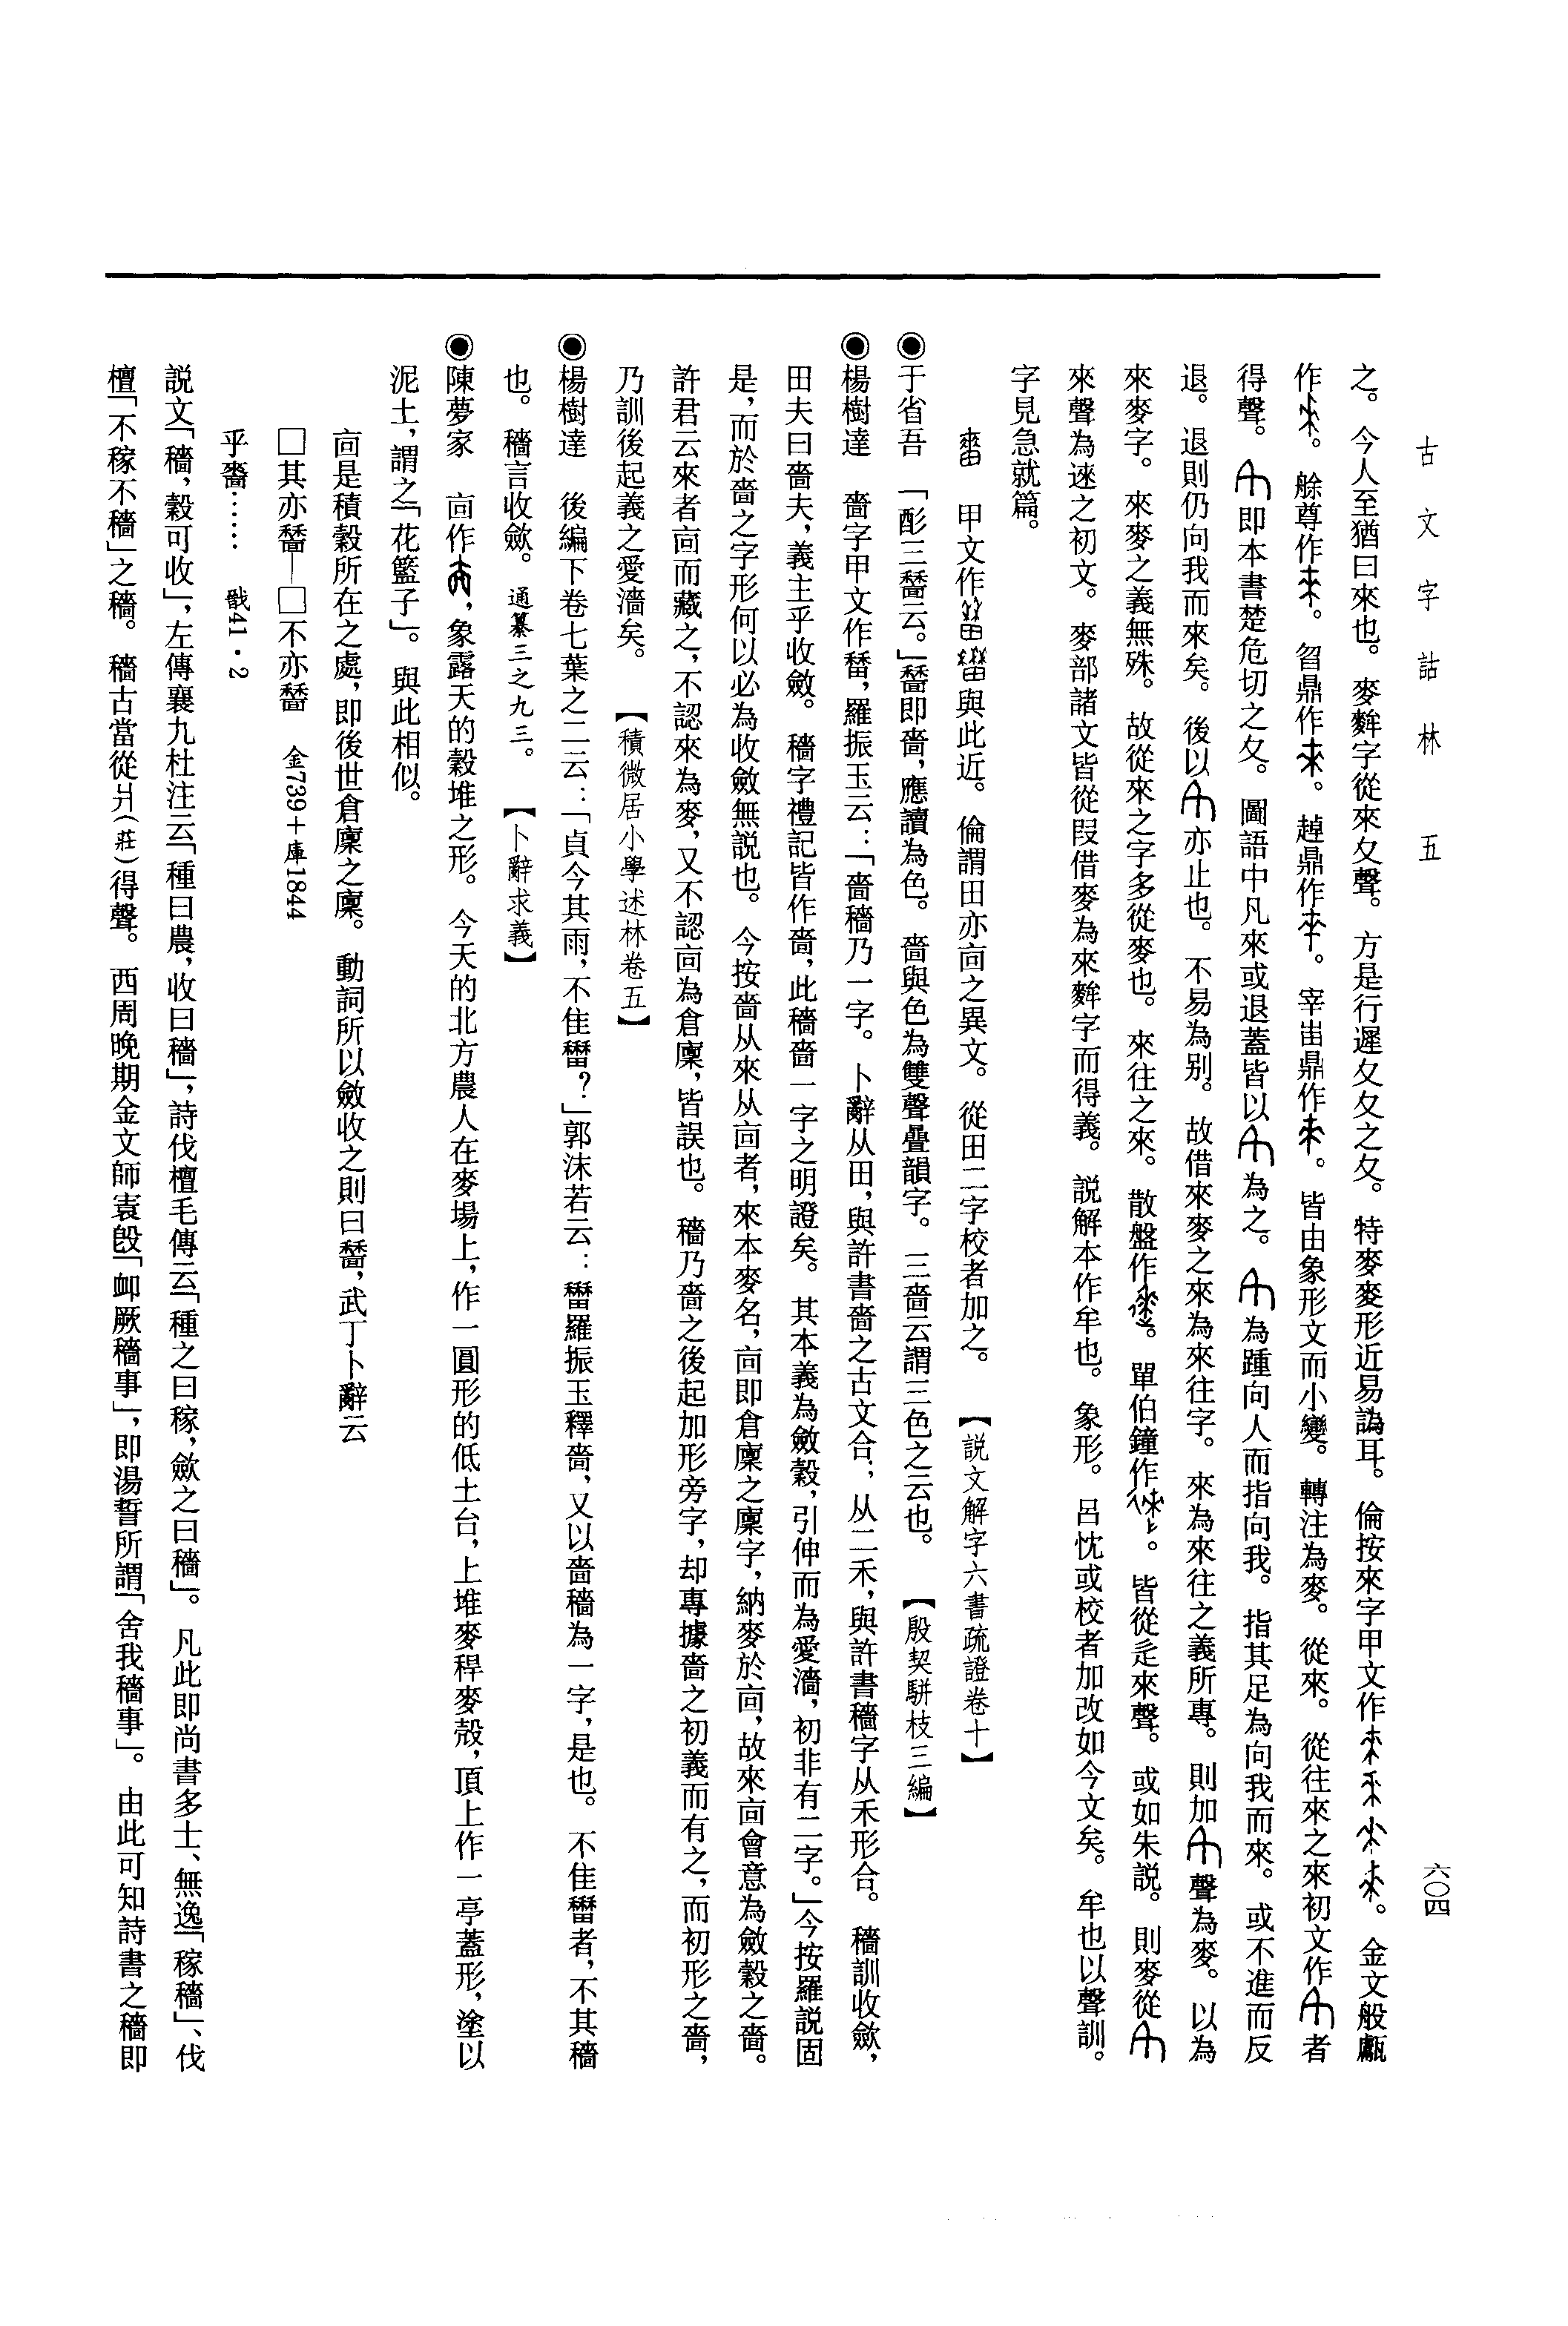 古文字詁林 五
六〇四
之。今人至猶曰來也。麥麰字從來夊聲。方是行遲夊夊之夊。特麥夌形近易譌耳。倫按來字甲文作。金文般甗
作。艅尊作。曶鼎作。趠鼎作。宰甶鼎作。皆由象形文而小變。轉注為麥。從來。從往來之來初文作者
得聲。即本書楚危切之夂。圖語中凡來或退蓋皆以為之。為踵向人而指向我。指其足為向我而來。或不進而反
退。退則仍向我而來矣。後以亦止也。不易為别。故借來麥之來為來往字。來為來往之義所專。則加聲為麥。以為
來麥字。來麥之義無殊。故從來之字多從麥也。來往之來。散盤作。單伯鐘作。皆從辵來聲。或如朱説。則麥從
來聲為逨之初文。麥部諸文皆從叚借麥為來麰字而得義。説解本作牟也。象形。呂忱或校者加改如今文矣。牟也以聲訓。
字見急就篇。
甲文作與此近。倫謂田亦㐭之異文。從田二字校者加之。【説文解字六書疏證卷十】
◉于省吾 「彭三嗇云。」嗇即嗇，應讀為色。嗇與色為雙聲疊韻字。三嗇云謂三色之云也。【殷契駢枝三編】
◉楊樹達 嗇字甲文作，羅振玉云：「嗇穡乃一字。卜辭从田，與許書嗇之古文合；从二禾，與許書穡字从禾形合。穡訓收斂，
田夫曰嗇夫，義主乎收斂。穡字禮記皆作嗇，此穡嗇一字之明證矣。其本義為斂穀，引伸而為愛濇，初非有二字。」今按羅説固
是，而於嗇之字形何以必為收斂無説也。今按嗇从來从㐭者，來本麥名，㐭即倉廩之廩字，納麥於㐭，故來㐭會意為斂穀之嗇。
許君云來者㐭而藏之，不認來為麥，又不認㐭為倉廩，皆誤也。穡乃嗇之後起加形旁字，却專據嗇之初義而有之，而初形之嗇，
乃訓後起義之愛濇矣。【積微居小學述林卷五】
◉楊樹達 後編下卷七葉之二云：「貞今其雨，不隹？」郭沫若云：羅振玉釋嗇，又以嗇穡為一字，是也。不隹者，不其穡
也。穡言收斂。通纂三之九三。【卜辭求義】
◉陳夢家 㐭作，象露天的穀堆之形。今天的北方農人在麥場上，作一圓形的低土台，上堆麥稈麥殼，頂上作一亭蓋形，塗以
泥土，謂之「花籃子」。與此相似。
㐭是積穀所在之處，即後世倉廩之廩。動詞所以斂收之則曰，武丁卜辭云
□其亦—□不亦 金739＋庫1844
乎…… 戬41·2
説文「穡，穀可收」，左傳襄九杜注云「種曰農，收曰穡」，詩伐檀毛傳云「種之曰稼，斂之曰穡」。凡此即尚書多士、無逸「稼穡」、伐
檀「不稼不穡」之穡。穡古當從爿（莊）得聲。西周晚期金文師㝨𣪘「卹厥穡事」，即湯誓所謂「舍我穡事」。由此可知詩書之穡即